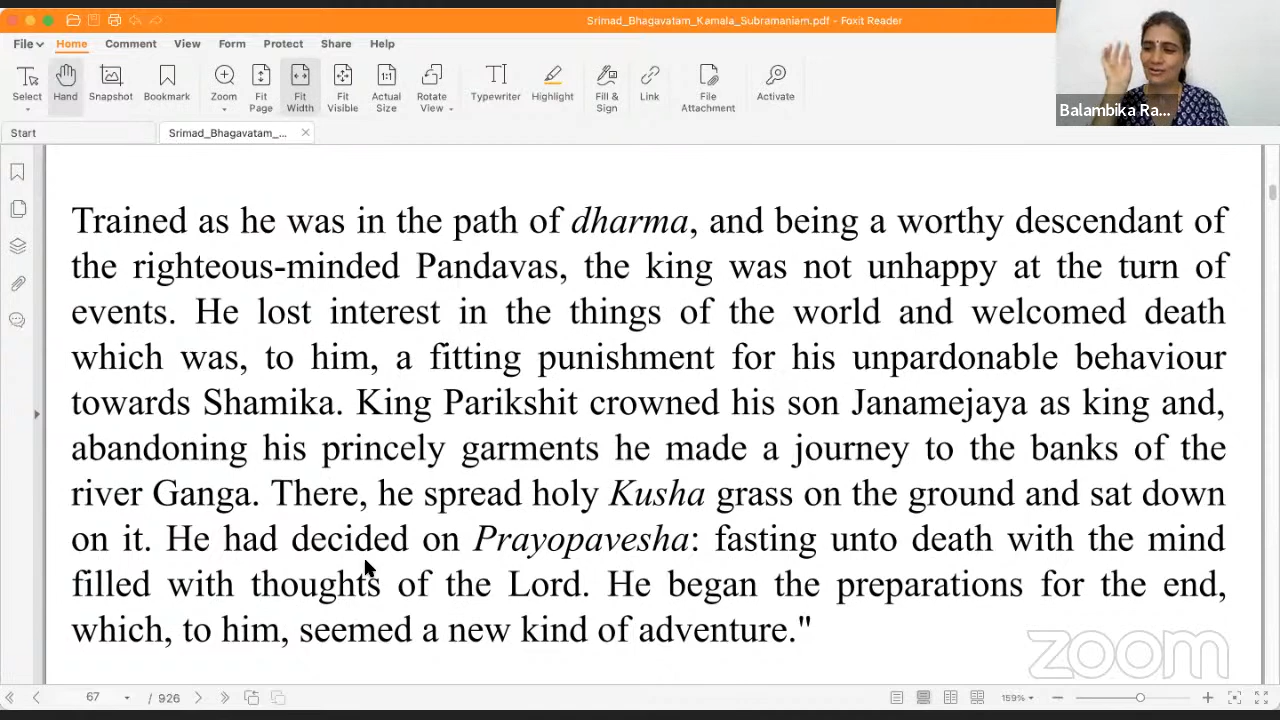 Srimad_Bhagavatam_Kamala_Subramaniam.pdf - Foxit Reader
File Home Comment View Form Protect Share Help
Select Hand Snapshot Bookmark Zoom Fit Page Fit Width Fit Visible Actual Size Rotate View Typewriter Highlight Fill & Sign Link File Attachment Activate
Balambika Ra...
Start Srimad_Bhagavatam_...
Trained as he was in the path of dharma, and being a worthy descendant of
the righteous-minded Pandavas, the king was not unhappy at the turn of
events. He lost interest in the things of the world and welcomed death
which was, to him, a fitting punishment for his unpardonable behaviour
towards Shamika. King Parikshit crowned his son Janamejaya as king and,
abandoning his princely garments he made a journey to the banks of the
river Ganga. There, he spread holy Kusha grass on the ground and sat down
on it. He had decided on Prayopavesha: fasting unto death with the mind
filled with thoughts of the Lord. He began the preparations for the end,
which, to him, seemed a new kind of adventure."
zoom
67 / 926 159%